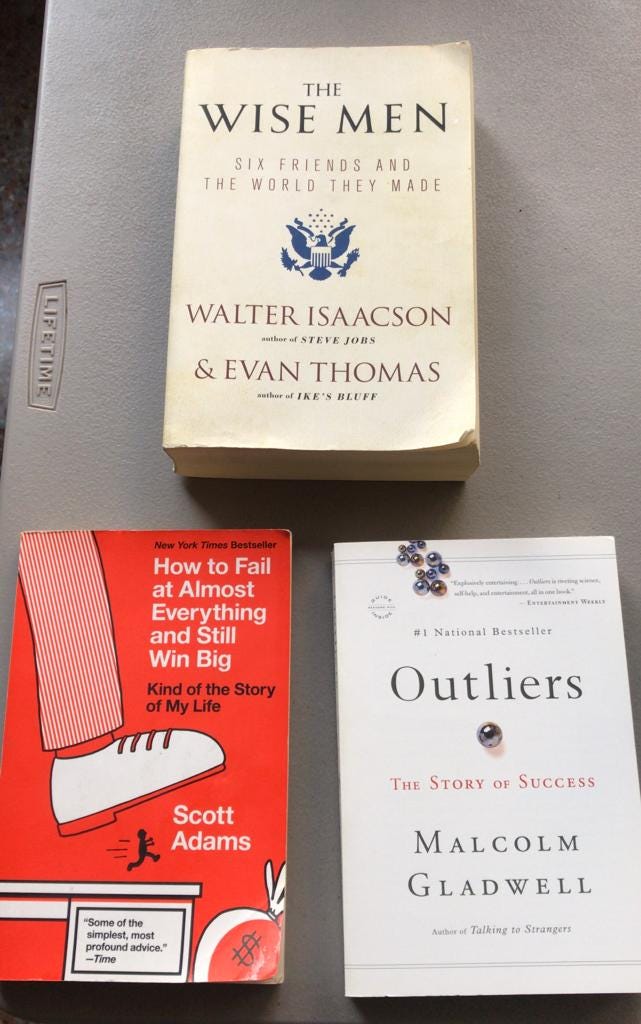 THE
WISE MEN
SIX FRIENDS AND
THE WORLD THEY MADE
WALTER ISAACSON
author of STEVE JOBS
& EVAN THOMAS
author of IKE'S BLUFF
LIFETIME
New York Times Bestseller
How to Fail
at Almost
Everything
and Still
Win Big
Kind of the Story
of My Life
Scott
Adams
"Some of the
simplest, most
profound advice."
—Time
$
"Explosively entertaining. . . . Outliers is riveting science,
self-help, and entertainment, all in one book."
— ENTERTAINMENT WEEKLY
GUIDE
INSIDE
#1 National Bestseller
Outliers
THE STORY OF SUCCESS
MALCOLM
GLADWELL
Author of Talking to Strangers